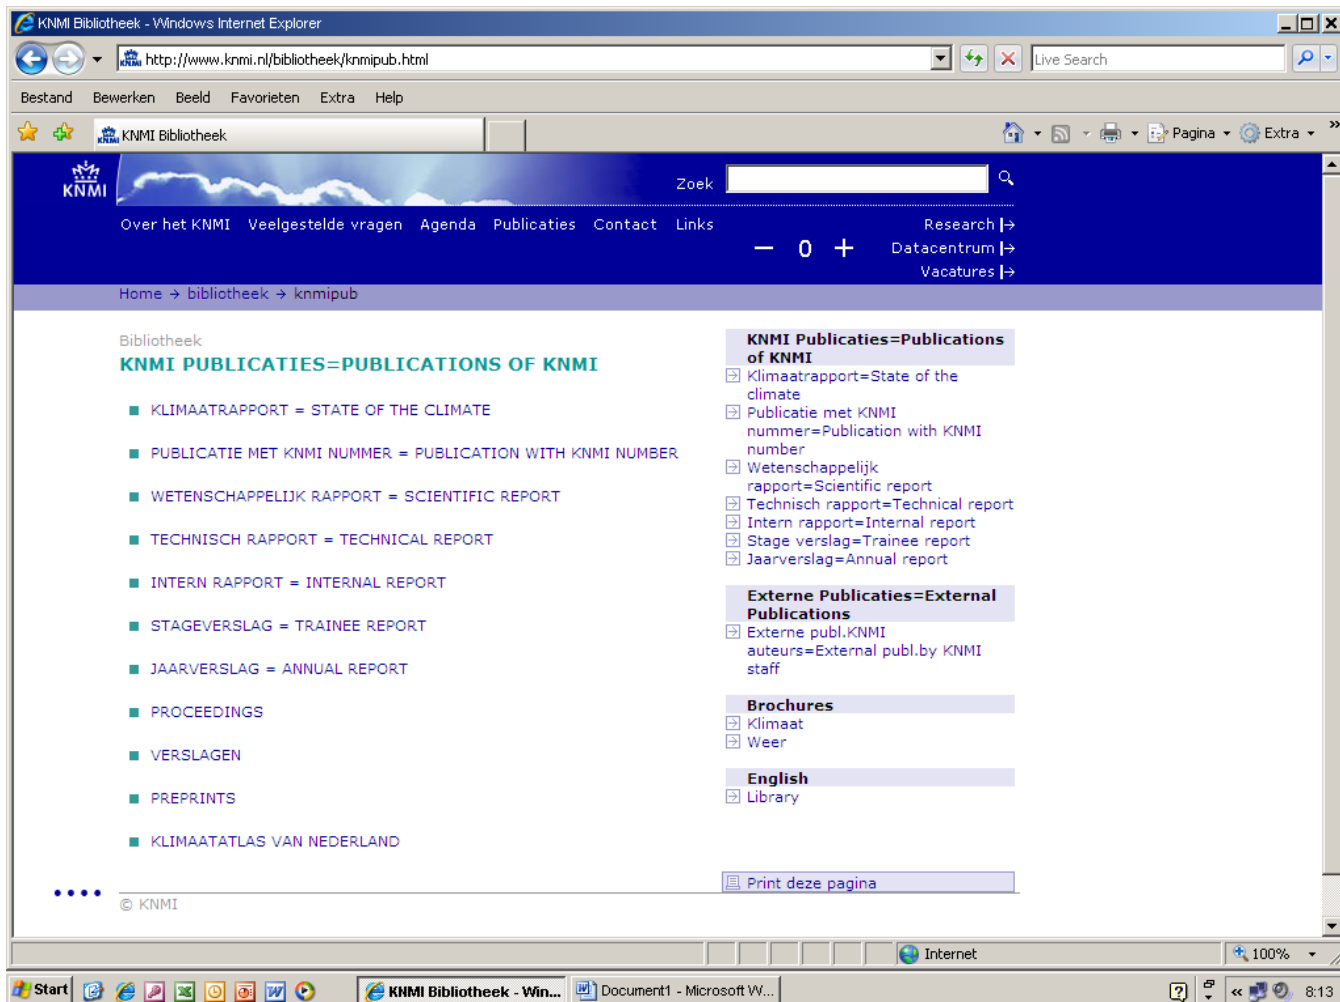 KNMI Bibliotheek - Windows Internet Explorer
http://www.knmi.nl/bibliotheek/knmipub.html
Live Search
Bestand Bewerken Beeld Favorieten Extra Help
KNMI Bibliotheek
Pagina Extra »
KNMI
Zoek
Over het KNMI Veelgestelde vragen Agenda Publicaties Contact Links
− 0 +
Research
Datacentrum
Vacatures
Home → bibliotheek → knmipub
Bibliotheek
KNMI PUBLICATIES=PUBLICATIONS OF KNMI
KLIMAATRAPPORT = STATE OF THE CLIMATE
PUBLICATIE MET KNMI NUMMER = PUBLICATION WITH KNMI NUMBER
WETENSCHAPPELIJK RAPPORT = SCIENTIFIC REPORT
TECHNISCH RAPPORT = TECHNICAL REPORT
INTERN RAPPORT = INTERNAL REPORT
STAGEVERSLAG = TRAINEE REPORT
JAARVERSLAG = ANNUAL REPORT
PROCEEDINGS
VERSLAGEN
PREPRINTS
KLIMAATATLAS VAN NEDERLAND
KNMI Publicaties=Publications
of KNMI
Klimaatrapport=State of the
climate
Publicatie met KNMI
nummer=Publication with KNMI
number
Wetenschappelijk
rapport=Scientific report
Technisch rapport=Technical report
Intern rapport=Internal report
Stage verslag=Trainee report
Jaarverslag=Annual report
Externe Publicaties=External
Publications
Externe publ.KNMI
auteurs=External publ.by KNMI
staff
Brochures
Klimaat
Weer
English
Library
Print deze pagina
© KNMI
Internet
100%
Start
KNMI Bibliotheek - Win...
Document1 - Microsoft W...
« 8:13